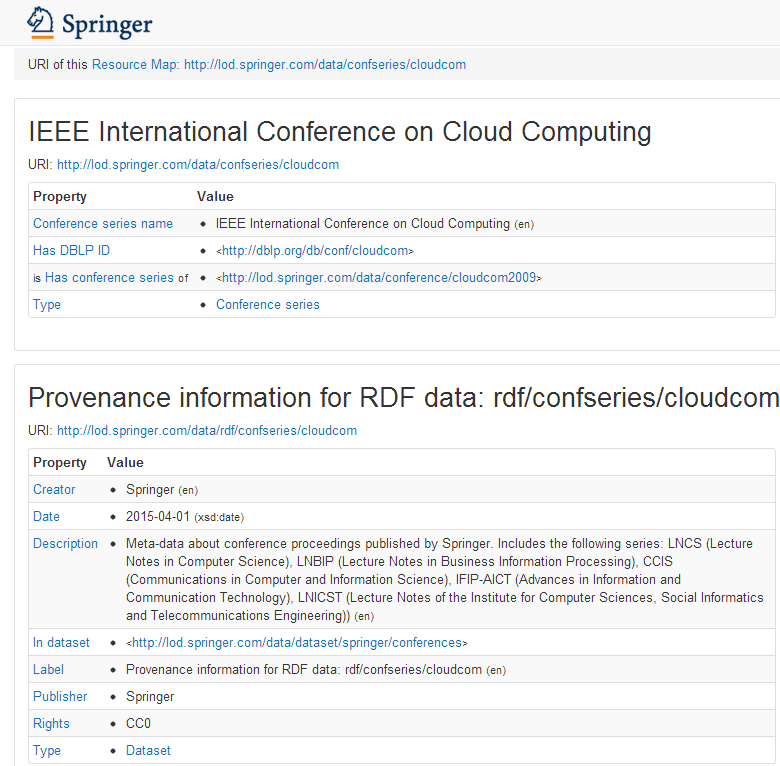 Springer
URI of this Resource Map: http://lod.springer.com/data/confseries/cloudcom
IEEE International Conference on Cloud Computing
URI: http://lod.springer.com/data/confseries/cloudcom
Property Value
Conference series name • IEEE International Conference on Cloud Computing (en)
Has DBLP ID • <http://dblp.org/db/conf/cloudcom>
is Has conference series of • <http://lod.springer.com/data/conference/cloudcom2009>
Type • Conference series
Provenance information for RDF data: rdf/confseries/cloudcom
URI: http://lod.springer.com/data/rdf/confseries/cloudcom
Property Value
Creator • Springer (en)
Date • 2015-04-01 (xsd:date)
Description • Meta-data about conference proceedings published by Springer. Includes the following series: LNCS (Lecture
Notes in Computer Science), LNBIP (Lecture Notes in Business Information Processing), CCIS
(Communications in Computer and Information Science), IFIP-AICT (Advances in Information and
Communication Technology), LNICST (Lecture Notes of the Institute for Computer Sciences, Social Informatics
and Telecommunications Engineering)) (en)
In dataset • <http://lod.springer.com/data/dataset/springer/conferences>
Label • Provenance information for RDF data: rdf/confseries/cloudcom (en)
Publisher • Springer
Rights • CC0
Type • Dataset